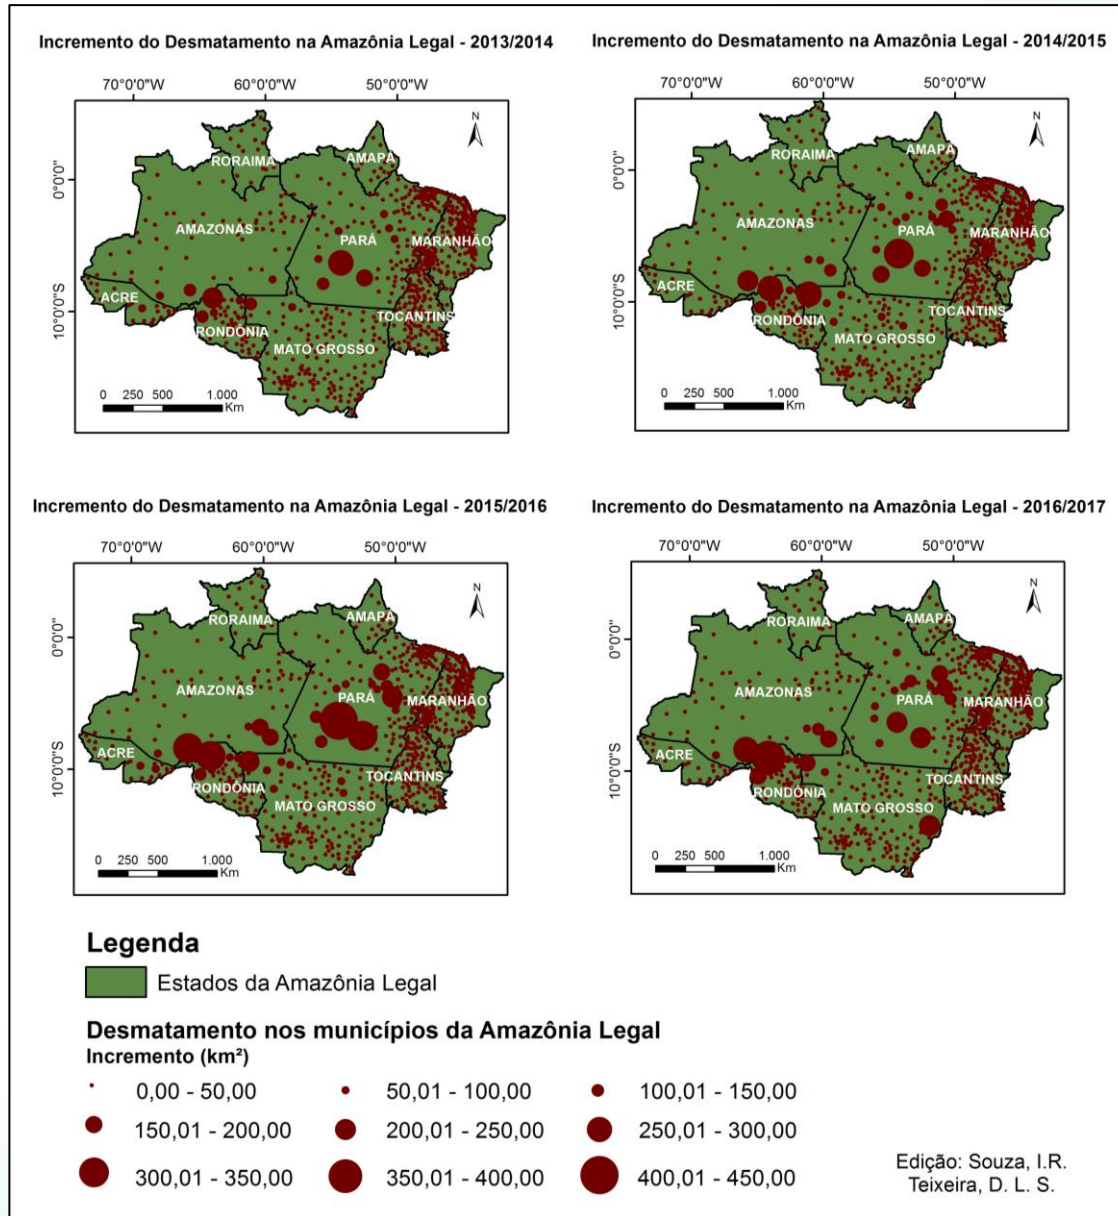 Incremento do Desmatamento na Amazônia Legal - 2013/2014
70°0'0"W 60°0'0"W 50°0'0"W
N
0°0'0"
10°0'0"S
RORAIMA
AMAPÁ
AMAZONAS
PARÁ
MARANHÃO
ACRE
RONDÔNIA
TOCANTINS
MATO GROSSO
0 250 500 1.000
Km
Incremento do Desmatamento na Amazônia Legal - 2014/2015
70°0'0"W 60°0'0"W 50°0'0"W
N
0°0'0"
10°0'0"S
RORAIMA
AMAPÁ
AMAZONAS
PARÁ
MARANHÃO
ACRE
RONDÔNIA
TOCANTINS
MATO GROSSO
0 250 500 1.000
Km
Incremento do Desmatamento na Amazônia Legal - 2015/2016
70°0'0"W 60°0'0"W 50°0'0"W
N
0°0'0"
10°0'0"S
RORAIMA
AMAPÁ
AMAZONAS
PARÁ
MARANHÃO
ACRE
RONDÔNIA
TOCANTINS
MATO GROSSO
0 250 500 1.000
Km
Incremento do Desmatamento na Amazônia Legal - 2016/2017
70°0'0"W 60°0'0"W 50°0'0"W
N
0°0'0"
10°0'0"S
RORAIMA
AMAPÁ
AMAZONAS
PARÁ
MARANHÃO
ACRE
RONDÔNIA
TOCANTINS
MATO GROSSO
0 250 500 1.000
Km
Legenda
Estados da Amazônia Legal
Desmatamento nos municípios da Amazônia Legal
Incremento (km²)
0,00 - 50,00 50,01 - 100,00 100,01 - 150,00
150,01 - 200,00 200,01 - 250,00 250,01 - 300,00
300,01 - 350,00 350,01 - 400,00 400,01 - 450,00
Edição: Souza, I.R.
Teixeira, D. L. S.